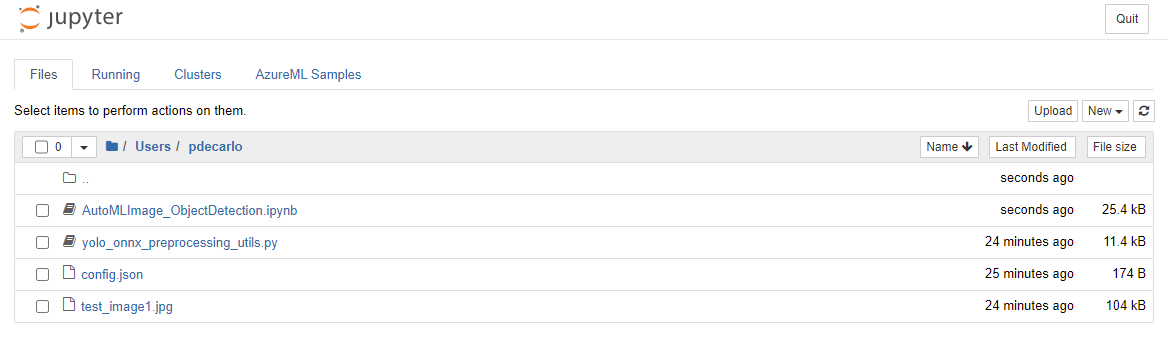 jupyter Quit
Files Running Clusters AzureML Samples
Select items to perform actions on them. Upload New
0 / Users / pdecarlo Name Last Modified File size
.. seconds ago
AutoMLImage_ObjectDetection.ipynb seconds ago 25.4 kB
yolo_onnx_preprocessing_utils.py 24 minutes ago 11.4 kB
config.json 25 minutes ago 174 B
test_image1.jpg 24 minutes ago 104 kB